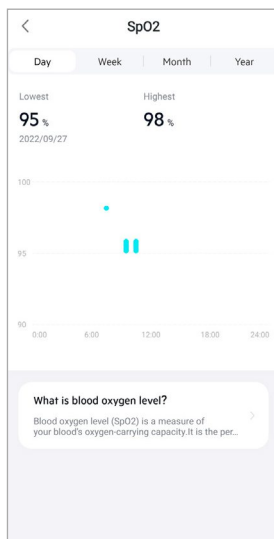 SpO2
Day Week Month Year
Lowest Highest
95 % 98 %
2022/09/27
100
95
90
0:00 6:00 12:00 18:00 24:00
What is blood oxygen level?
Blood oxygen level (SpO2) is a measure of
your blood's oxygen-carrying capacity.It is the per...